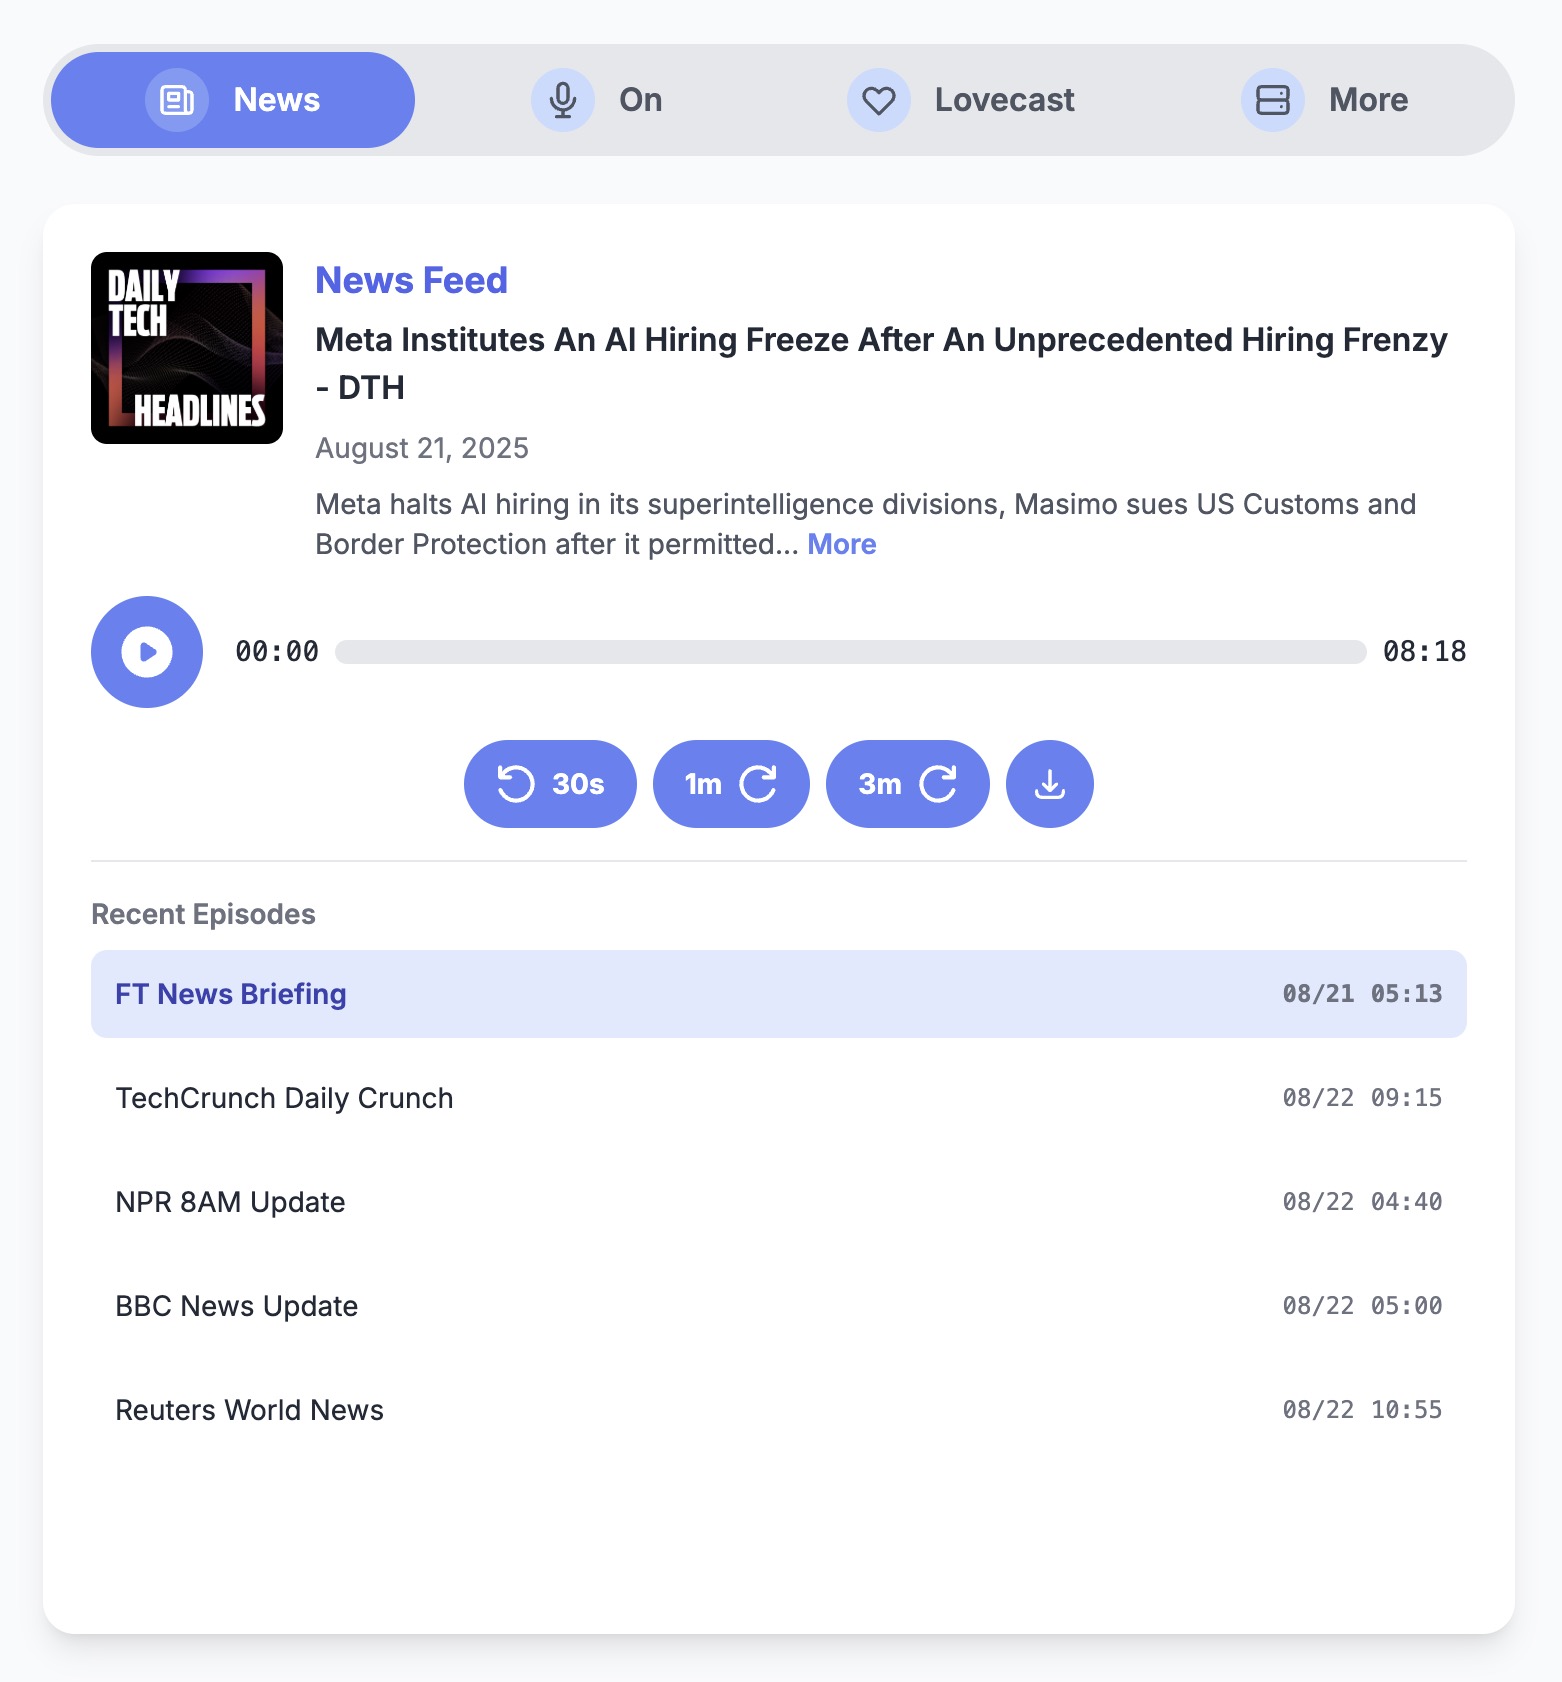 News
On
Lovecast
More
DAILY
TECH
HEADLINES
News Feed
Meta Institutes An AI Hiring Freeze After An Unprecedented Hiring Frenzy
- DTH
August 21, 2025
Meta halts AI hiring in its superintelligence divisions, Masimo sues US Customs and
Border Protection after it permitted... More
00:00
08:18
30s
1m
3m
Recent Episodes
FT News Briefing 08/21 05:13
TechCrunch Daily Crunch 08/22 09:15
NPR 8AM Update 08/22 04:40
BBC News Update 08/22 05:00
Reuters World News 08/22 10:55